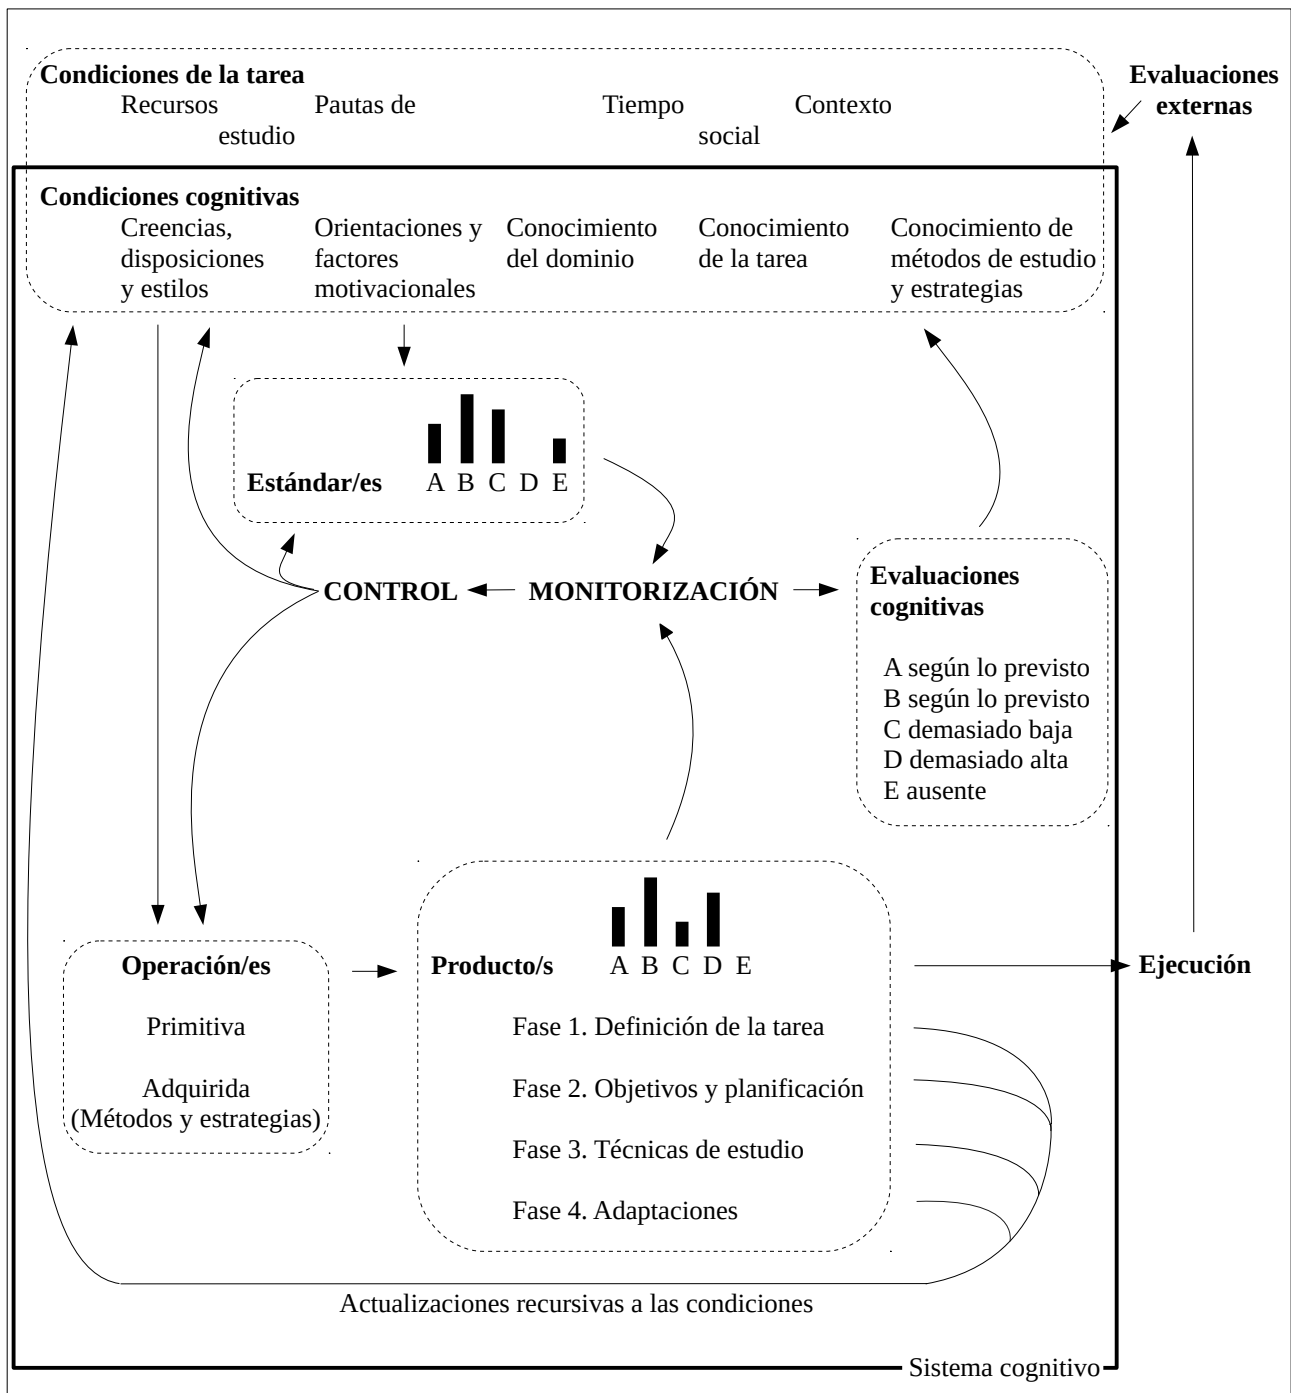 Condiciones de la tarea
Recursos Pautas de Tiempo Contexto
estudio social
Evaluaciones
externas
Condiciones cognitivas
Creencias, Orientaciones y Conocimiento Conocimiento Conocimiento de
disposiciones factores del dominio de la tarea métodos de estudio
y estilos motivacionales y estrategias
Estándar/es A B C D E
CONTROL MONITORIZACIÓN
Evaluaciones
cognitivas
A según lo previsto
B según lo previsto
C demasiado baja
D demasiado alta
E ausente
Operación/es
Primitiva
Adquirida
(Métodos y estrategias)
Producto/s A B C D E
Fase 1. Definición de la tarea
Fase 2. Objetivos y planificación
Fase 3. Técnicas de estudio
Fase 4. Adaptaciones
Ejecución
Actualizaciones recursivas a las condiciones
Sistema cognitivo